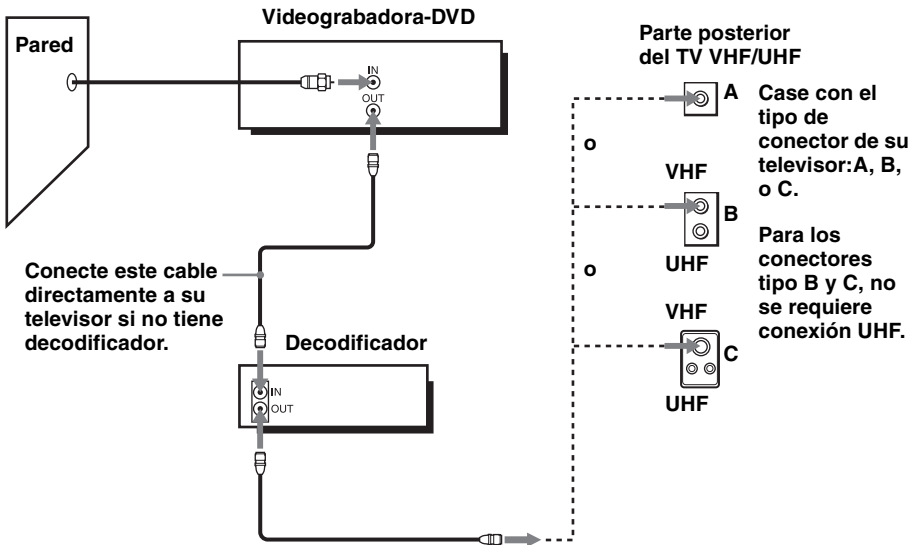 Videograbadora-DVD
Pared
IN
OUT
Parte posterior
del TV VHF/UHF
A
Case con el
tipo de
conector de su
televisor:A, B,
o C.
o
VHF
B
UHF
Para los
conectores
tipo B y C, no
se requiere
conexión UHF.
o
VHF
C
UHF
Conecte este cable
directamente a su
televisor si no tiene
decodificador.
Decodificador
IN
OUT